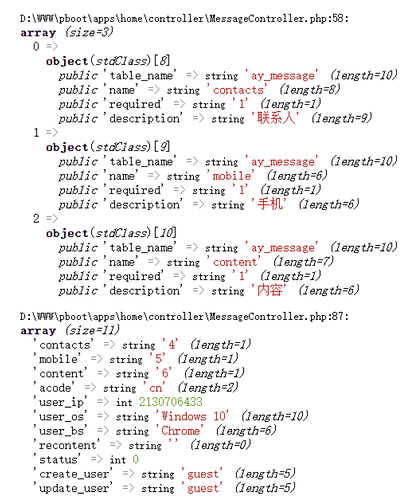 D:\WWW\pboot\apps\home\controller\MessageController.php:58:
array (size=3)
0 =>
object(stdClass)[8]
public 'table_name' => string 'ay_message' (length=10)
public 'name' => string 'contacts' (length=8)
public 'required' => string '1' (length=1)
public 'description' => string '联系人' (length=9)
1 =>
object(stdClass)[9]
public 'table_name' => string 'ay_message' (length=10)
public 'name' => string 'mobile' (length=6)
public 'required' => string '1' (length=1)
public 'description' => string '手机' (length=6)
2 =>
object(stdClass)[10]
public 'table_name' => string 'ay_message' (length=10)
public 'name' => string 'content' (length=7)
public 'required' => string '1' (length=1)
public 'description' => string '内容' (length=6)
D:\WWW\pboot\apps\home\controller\MessageController.php:87:
array (size=11)
'contacts' => string '4' (length=1)
'mobile' => string '5' (length=1)
'content' => string '6' (length=1)
'acode' => string 'cn' (length=2)
'user_ip' => int 2130706433
'user_os' => string 'Windows 10' (length=10)
'user_bs' => string 'Chrome' (length=6)
'recontent' => string '' (length=0)
'status' => int 0
'create_user' => string 'guest' (length=5)
'update_user' => string 'guest' (length=5)